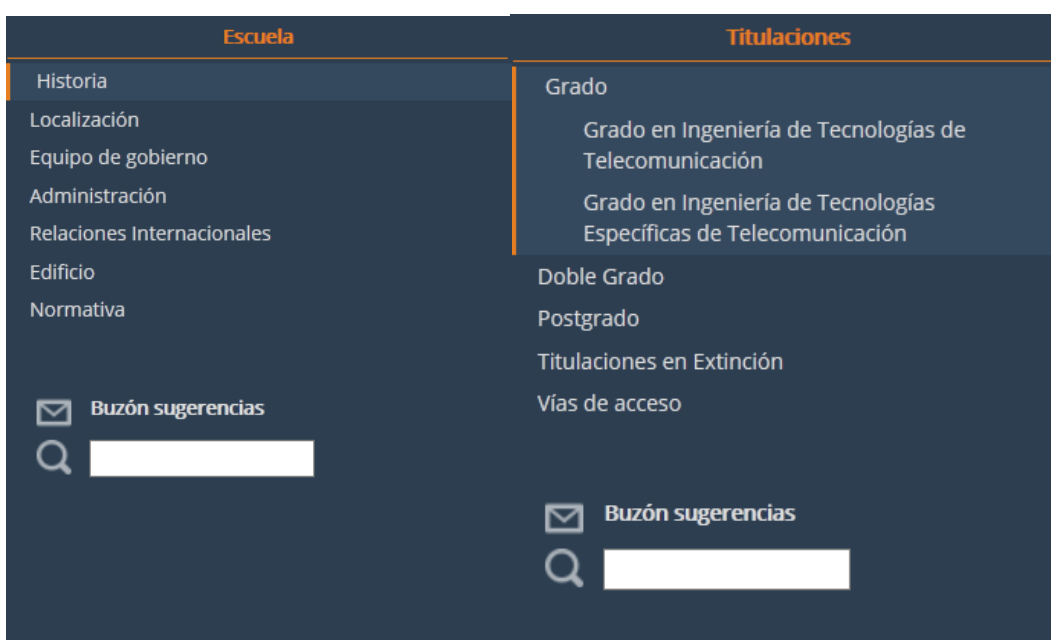 Escuela
Historia
Localización
Equipo de gobierno
Administración
Relaciones Internacionales
Edificio
Normativa
Buzón sugerencias
Titulaciones
Grado
Grado en Ingeniería de Tecnologías de
Telecomunicación
Grado en Ingeniería de Tecnologías
Específicas de Telecomunicación
Doble Grado
Postgrado
Titulaciones en Extinción
Vías de acceso
Buzón sugerencias